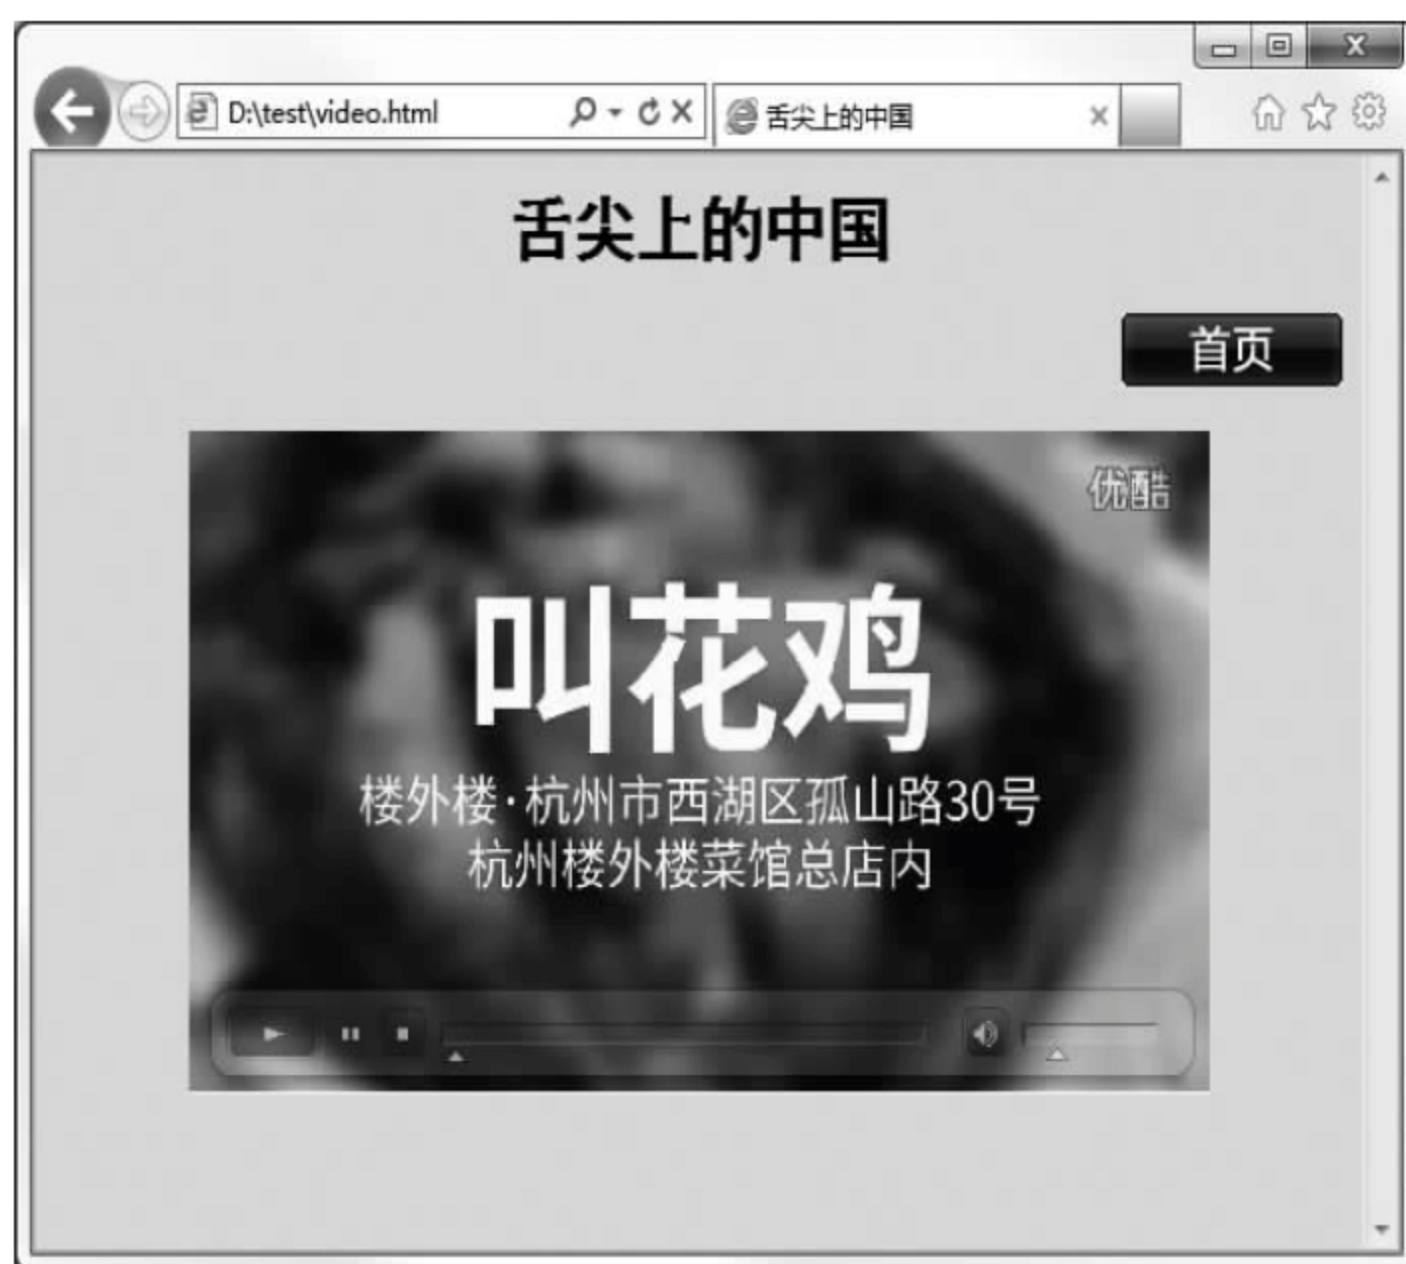 D:\test\video.html
舌尖上的中国
舌尖上的中国
首页
优酷
叫花鸡
楼外楼·杭州市西湖区孤山路30号
杭州楼外楼菜馆总店内